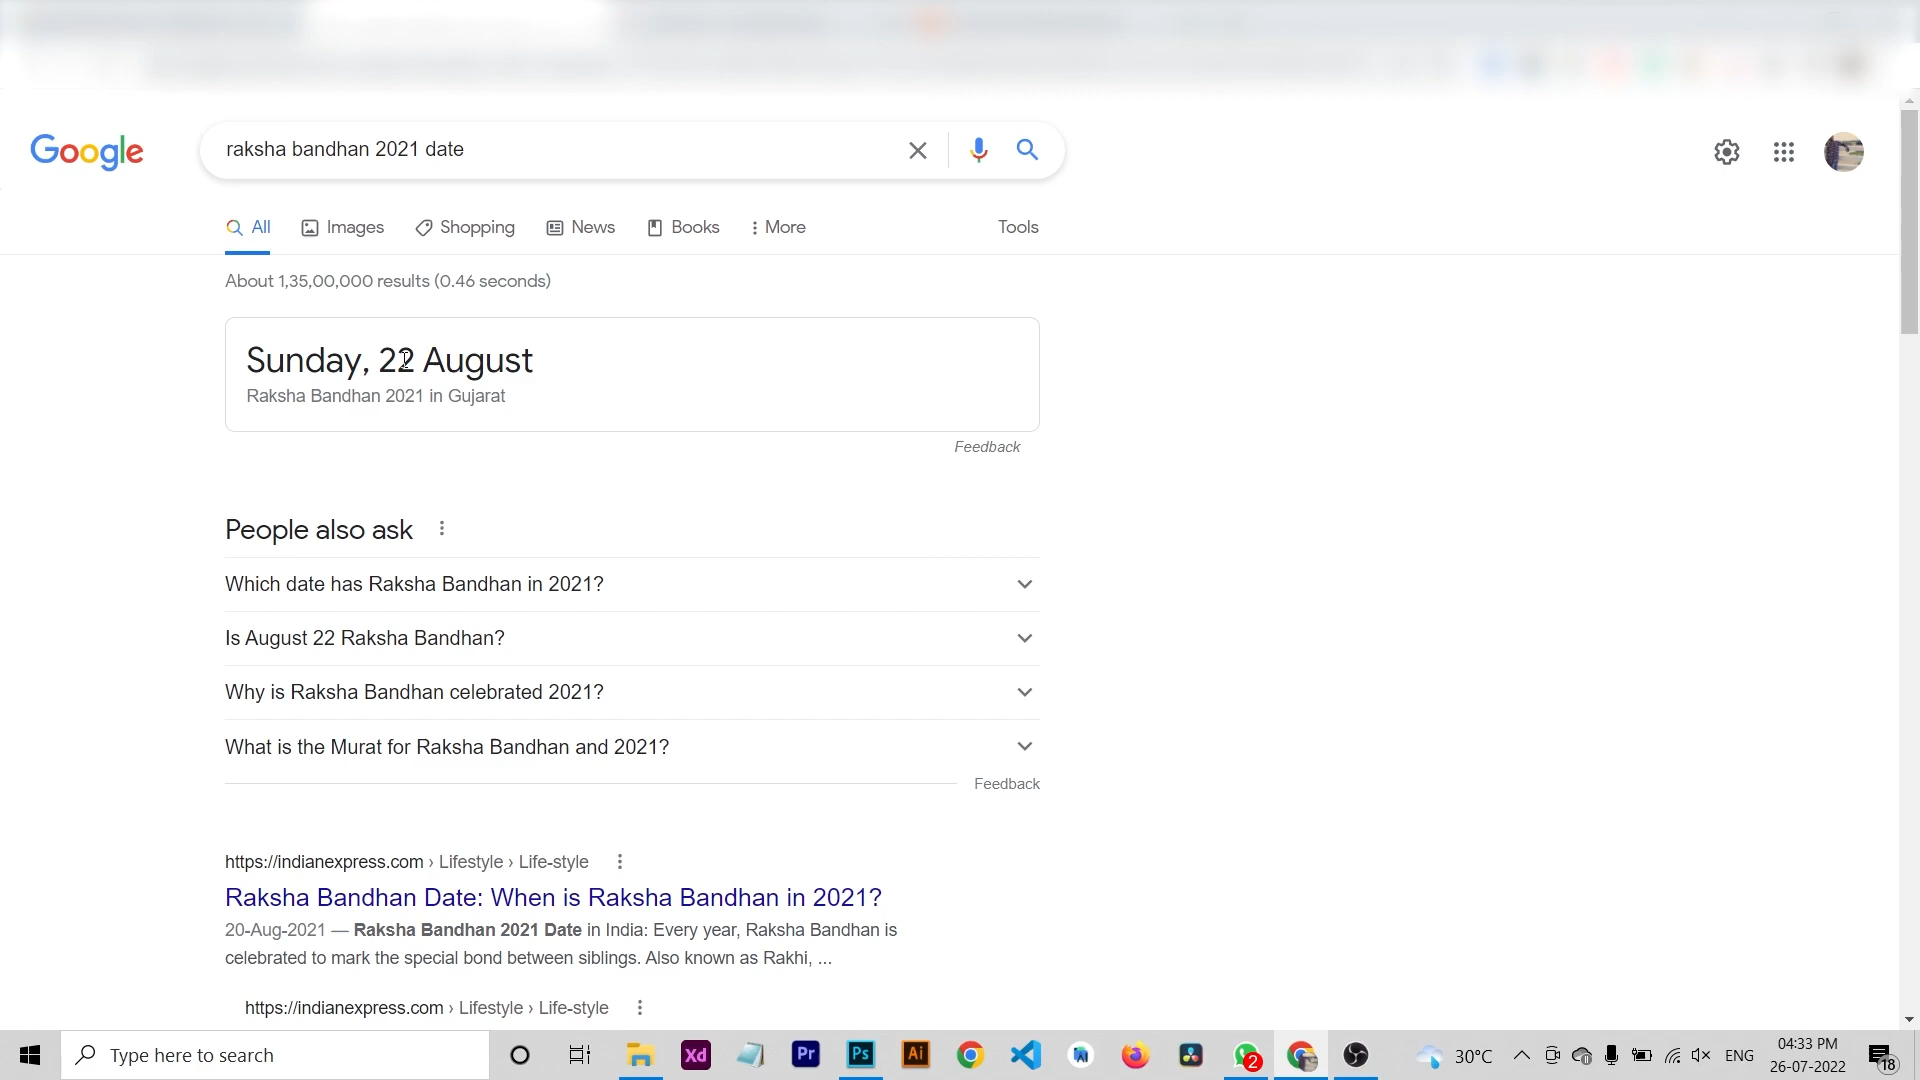 Google
raksha bandhan 2021 date
All Images Shopping News Books More Tools
About 1,35,00,000 results (0.46 seconds)
Sunday, 22 August
Raksha Bandhan 2021 in Gujarat
Feedback
People also ask
Which date has Raksha Bandhan in 2021?
Is August 22 Raksha Bandhan?
Why is Raksha Bandhan celebrated 2021?
What is the Murat for Raksha Bandhan and 2021?
Feedback
https://indianexpress.com › Lifestyle › Life-style
Raksha Bandhan Date: When is Raksha Bandhan in 2021?
20-Aug-2021 — Raksha Bandhan 2021 Date in India: Every year, Raksha Bandhan is
celebrated to mark the special bond between siblings. Also known as Rakhi, ...
https://indianexpress.com › Lifestyle › Life-style
Type here to search
Xd Pr Ps Ai 2 30°C ENG
04:33 PM
26-07-2022
18